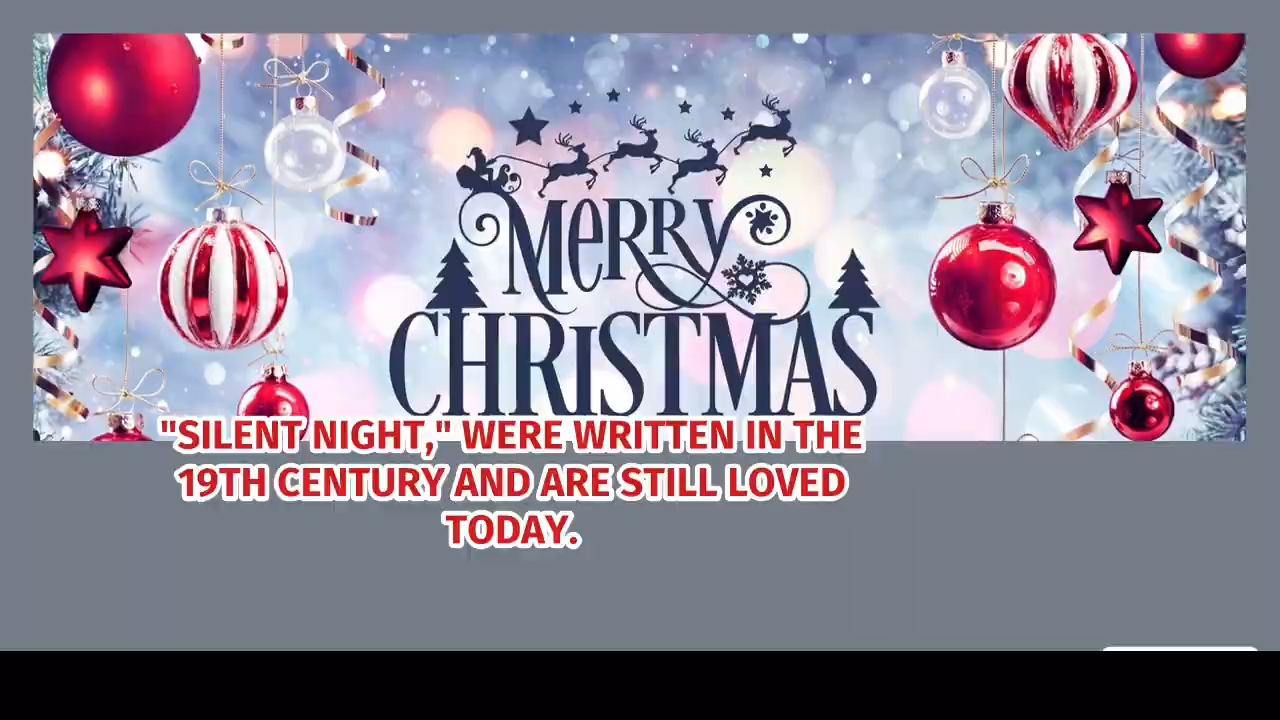 MeRRy
CHRiSTMAS
"SILENT NIGHT," WERE WRITTEN IN THE
19TH CENTURY AND ARE STILL LOVED
TODAY.